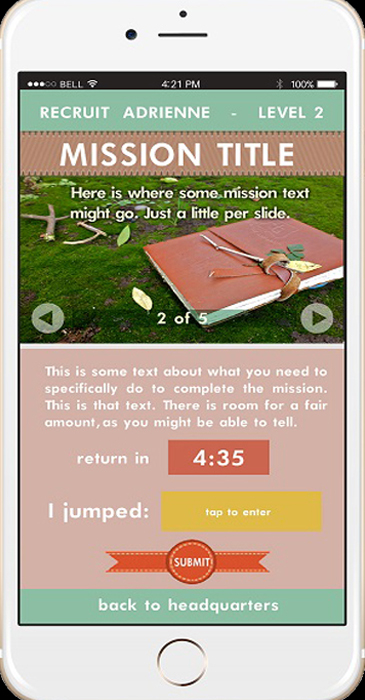 BELL 4:21 PM 100%
RECRUIT ADRIENNE - LEVEL 2
MISSION TITLE
Here is where some mission text
might go. Just a little per slide.
2 of 5
This is some text about what you need to
specifically do to complete the mission.
This is that text. There is room for a fair
amount, as you might be able to tell.
return in 4:35
I jumped: tap to enter
SUBMIT
back to headquarters